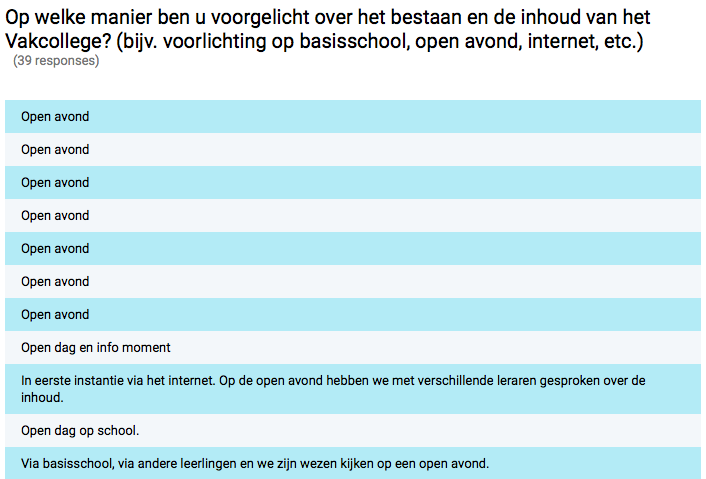 Op welke manier ben u voorgelicht over het bestaan en de inhoud van het
Vakcollege? (bijv. voorlichting op basisschool, open avond, internet, etc.)
(39 responses)
Open avond
Open avond
Open avond
Open avond
Open avond
Open avond
Open avond
Open dag en info moment
In eerste instantie via het internet. Op de open avond hebben we met verschillende leraren gesproken over de
inhoud.
Open dag op school.
Via basisschool, via andere leerlingen en we zijn wezen kijken op een open avond.